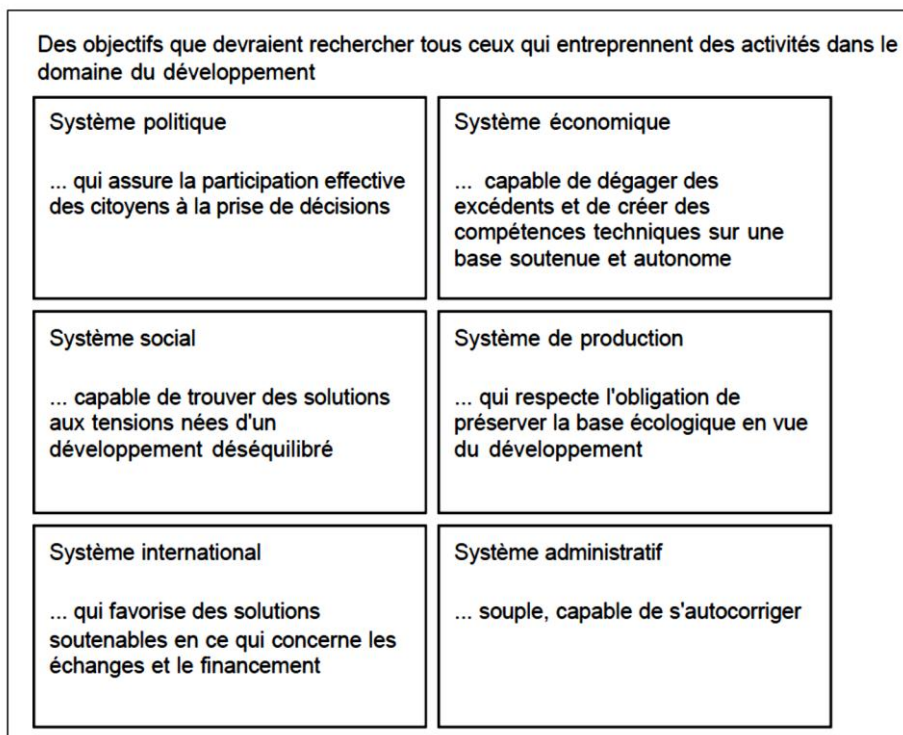 Des objectifs que devraient rechercher tous ceux qui entreprennent des activités dans le
domaine du développement
Système politique
... qui assure la participation effective
des citoyens à la prise de décisions
Système économique
... capable de dégager des
excédents et de créer des
compétences techniques sur une
base soutenue et autonome
Système social
... capable de trouver des solutions
aux tensions nées d'un
développement déséquilibré
Système de production
... qui respecte l'obligation de
préserver la base écologique en vue
du développement
Système international
... qui favorise des solutions
soutenables en ce qui concerne les
échanges et le financement
Système administratif
... souple, capable de s'autocorriger